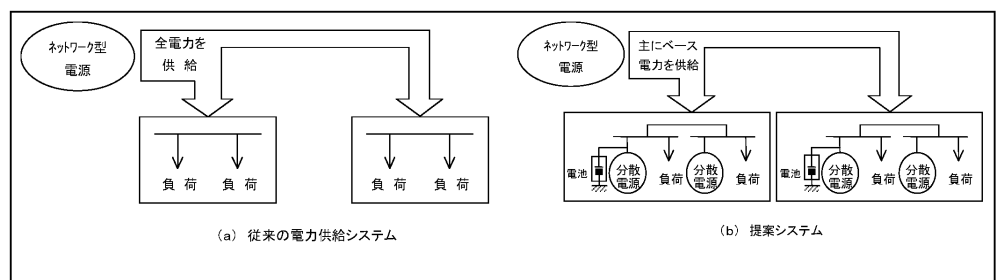 ネットワーク型
電源
全電力を
供 給
負 荷 負 荷
負 荷 負 荷
(a) 従来の電力供給システム
ネットワーク型
電源
主にベース
電力を供給
電池
分散
電源
負荷
分散
電源
負荷
電池
分散
電源
負荷
分散
電源
負荷
(b) 提案システム